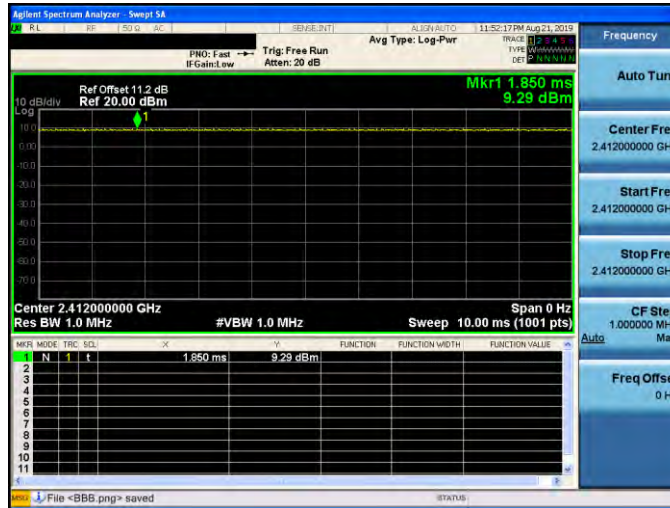 Agilent Spectrum Analyzer - Swept SA
RL RF 50 Ω AC SENSE:INT ALIGN AUTO 11:52:17 PM Aug 21, 2019
PNO: Fast Trig: Free Run Avg Type: Log-Pwr TRACE 1 2 3 4 5 6
IFGain:Low Atten: 20 dB TYPE
DET P N N N N N
Mkr1 1.850 ms
9.29 dBm
Ref Offset 11.2 dB
10 dB/div Ref 20.00 dBm
Log
1
10.0
0.00
-10.0
-20.0
-30.0
-40.0
-50.0
-60.0
-70.0
Center 2.412000000 GHz Span 0 Hz
Res BW 1.0 MHz #VBW 1.0 MHz Sweep 10.00 ms (1001 pts)
MKR MODE TRC SCL X Y FUNCTION FUNCTION WIDTH FUNCTION VALUE
1 N 1 t 1.850 ms 9.29 dBm
2
3
4
5
6
7
8
9
10
11
MSG File <BBB.png> saved STATUS
Frequency
Auto Tun
Center Fre
2.412000000 GH
Start Fre
2.412000000 GH
Stop Fre
2.412000000 GH
CF Ste
1.000000 MH
Auto Ma
Freq Offse
0 H